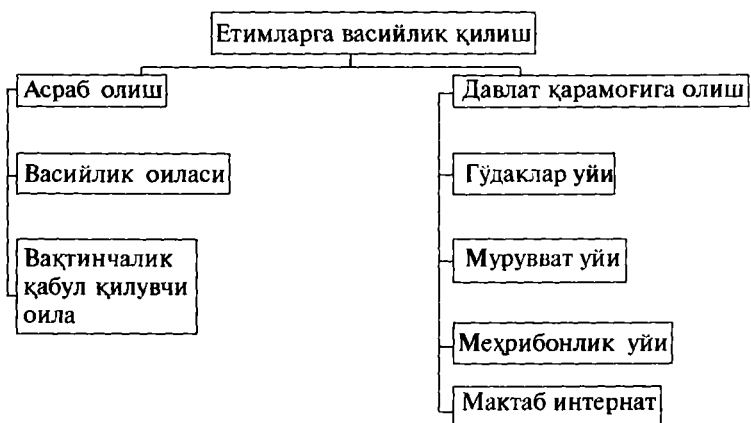 Етимларга васийлик қилиш
Асраб олиш
Васийлик оиласи
Вақтинчалик
қабул қилувчи
оила
Давлат қарамоғига олиш
Гўдаклар уйи
Мурувват уйи
Меҳрибонлик уйи
Мактаб интернат